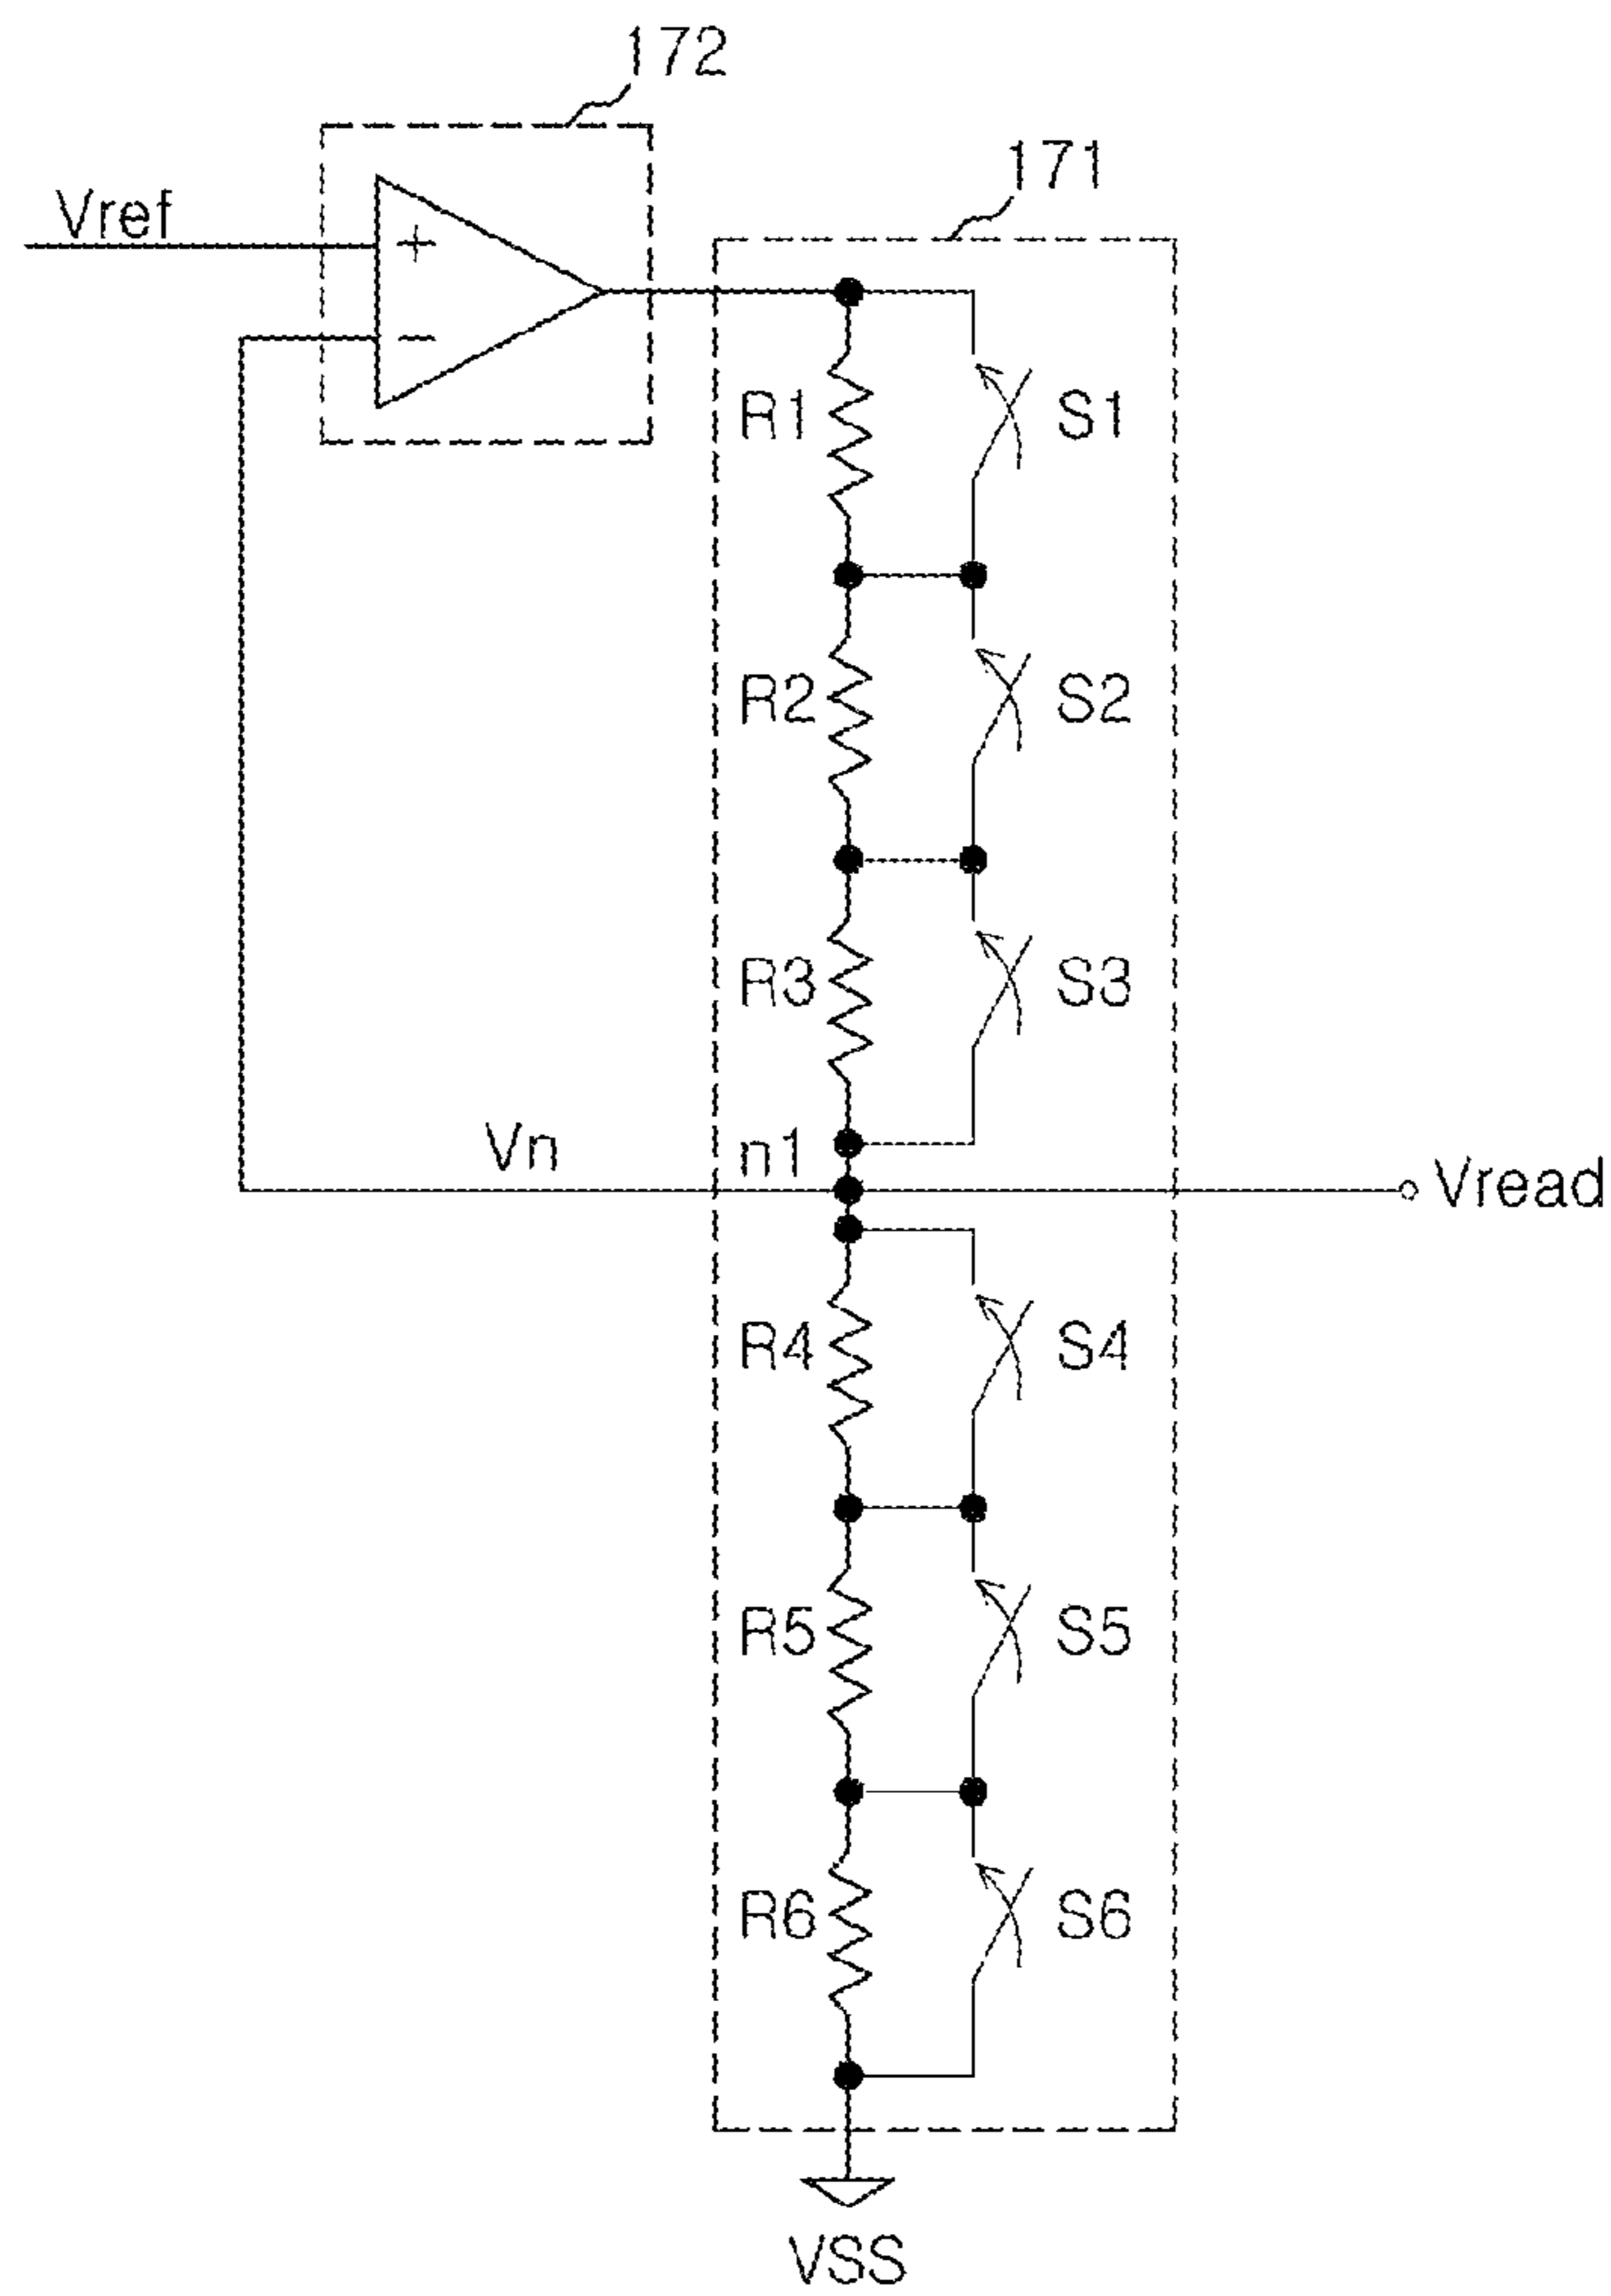 172
171
Vref
+
−
R1 S1
R2 S2
R3 S3
Vn n1
Vread
R4 S4
R5 S5
R6 S6
VSS